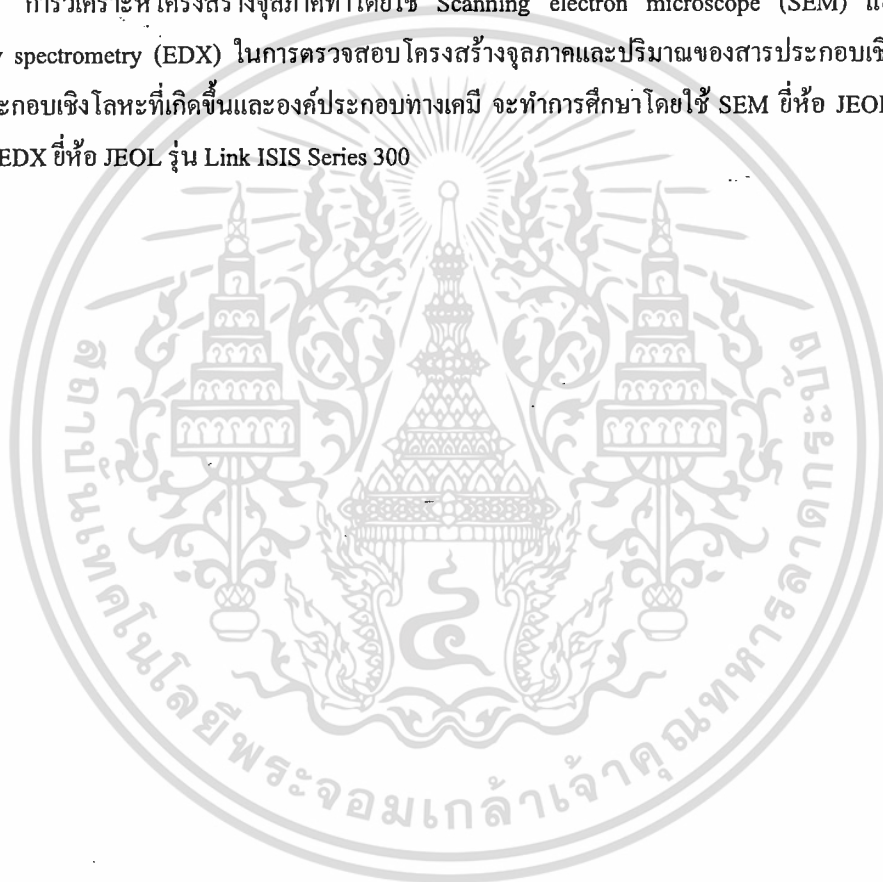 การวิเคราะห์โครงสร้างจุลภาคทำโดยใช้ Scanning electron microscope (SEM)
spectrometry (EDX) ในการตรวจสอบโครงสร้างจุลภาคและปริมาณของสารประกอบเชิ
ะกอบเชิงโลหะที่เกิดขึ้นและองค์ประกอบทางเคมี จะทำการศึกษาโดยใช้ SEM ยี่ห้อ JEOL
EDX ยี่ห้อ JEOL รุ่น Link ISIS Series 300
สถาบันเทคโนโลยีพระจอมเกล้าเจ้าคุณทหารลาดกระบัง
๔